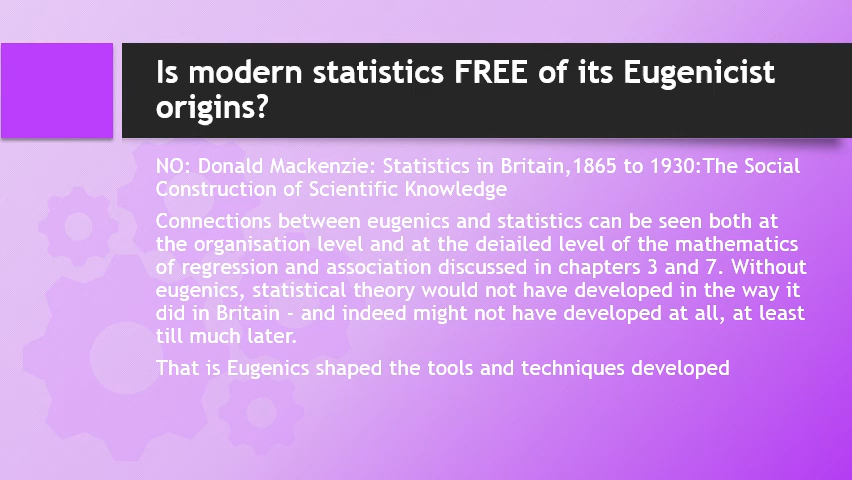 Is modern statistics FREE of its Eugenicist
origins?
NO: Donald Mackenzie: Statistics in Britain,1865 to 1930:The Social
Construction of Scientific Knowledge
Connections between eugenics and statistics can be seen both at
the organisation level and at the deiailed level of the mathematics
of regression and association discussed in chapters 3 and 7. Without
eugenics, statistical theory would not have developed in the way it
did in Britain - and indeed might not have developed at all, at least
till much later.
That is Eugenics shaped the tools and techniques developed